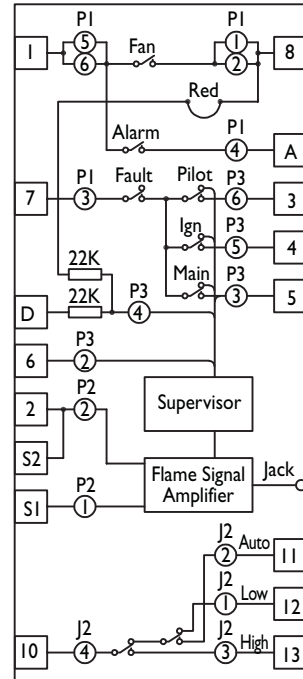 P1 P1
1 5 Fan 1 8
6 2
Red
Alarm P1
4 A
P1 Fault Pilot P3
7 3 6 3
Ign P3
5 4
22K Main P3
3 5
22K P3
D 4
P3
6 2
P2
2 2 Supervisor
S2
Flame Signal Jack
P2 Amplifier
S1 1
J2 Auto
2 11
J2 Low
1 12
J2 J2 High
10 4 3 13